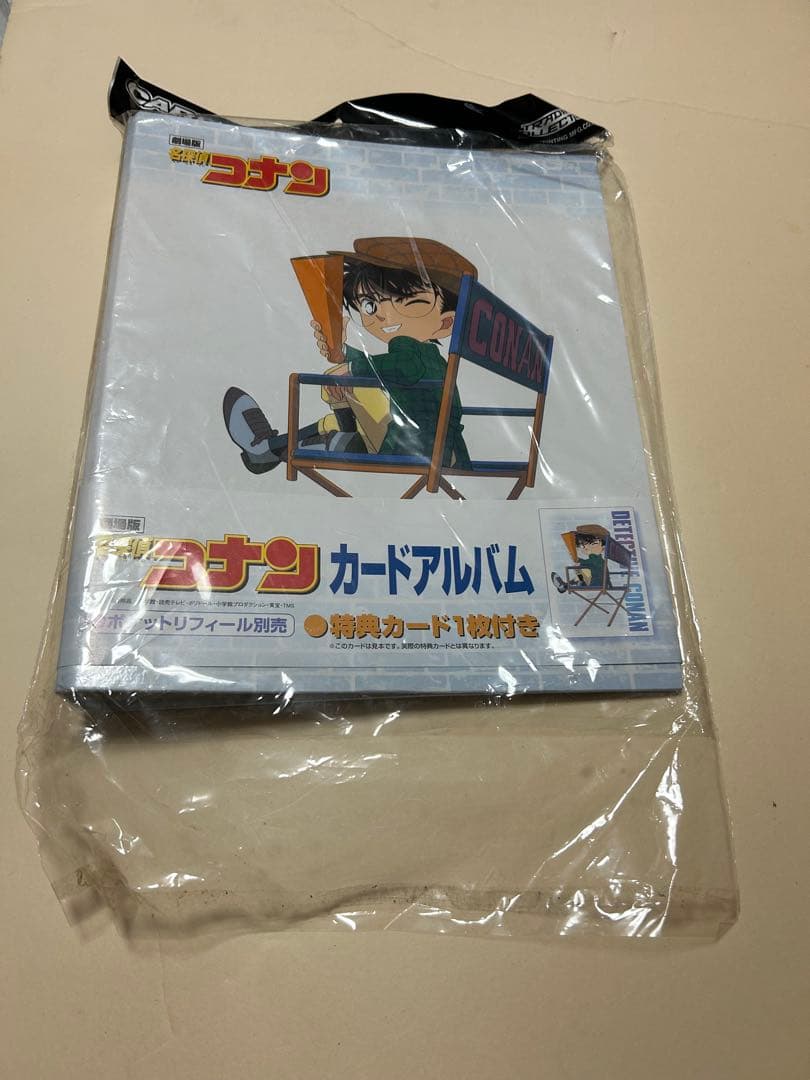 劇場版
名探偵
コナン
CONAN
劇場版
名探偵
コナン カードアルバム
DETECTIVE CONAN
ポケットリフィール別売
●特典カード1枚付き
※このカードは見本です。実際の特典カードとは異なります。